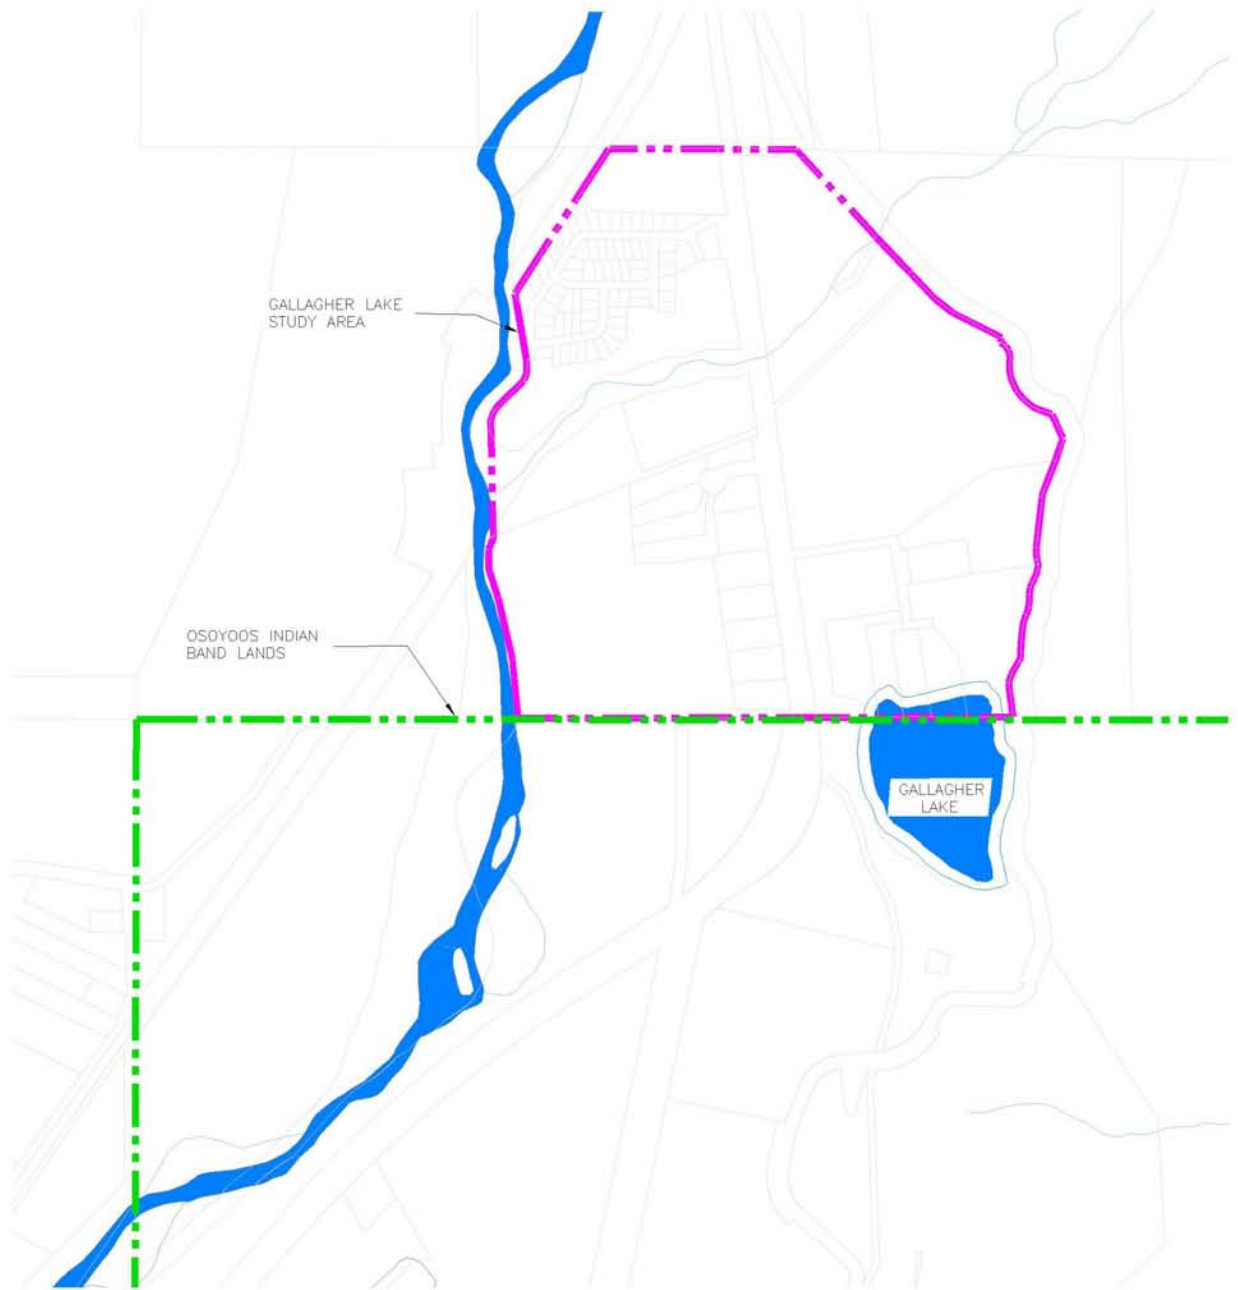 GALLAGHER LAKE
STUDY AREA
OSOYOOS INDIAN
BAND LANDS
GALLAGHER
LAKE